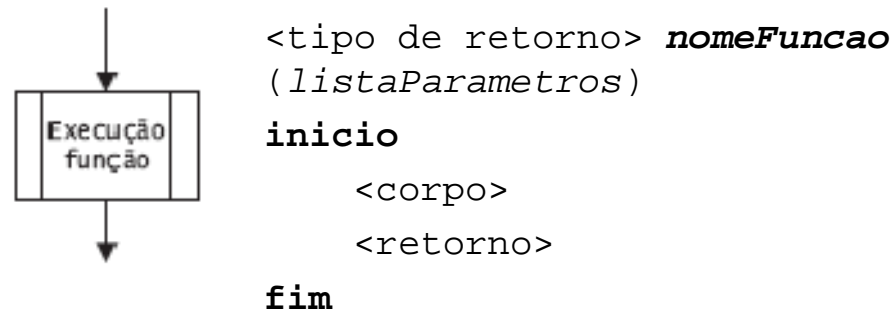 Execução
função
<tipo de retorno> nomeFuncao
(listaParametros)
inicio
<corpo>
<retorno>
fim